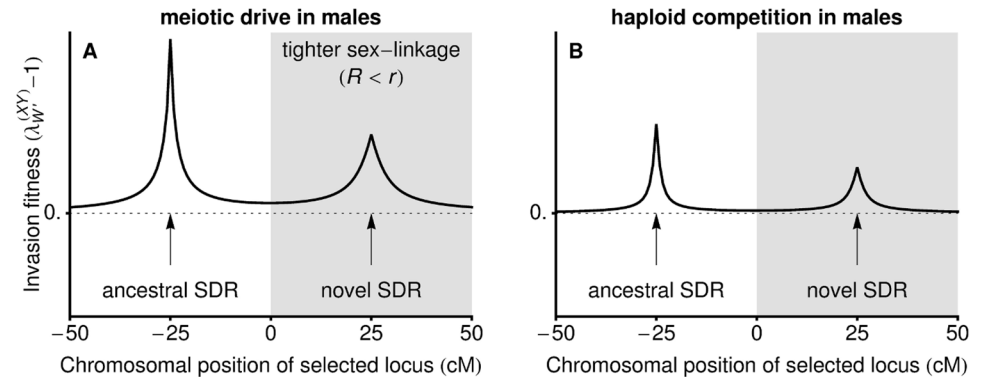 meiotic drive in males
A
tighter sex−linkage
(R < r)
Invasion fitness (λ_W'^(XY) −1)
0.
ancestral SDR
novel SDR
−50 −25 0 25 50
Chromosomal position of selected locus (cM)
haploid competition in males
B
0.
ancestral SDR
novel SDR
−50 −25 0 25 50
Chromosomal position of selected locus (cM)